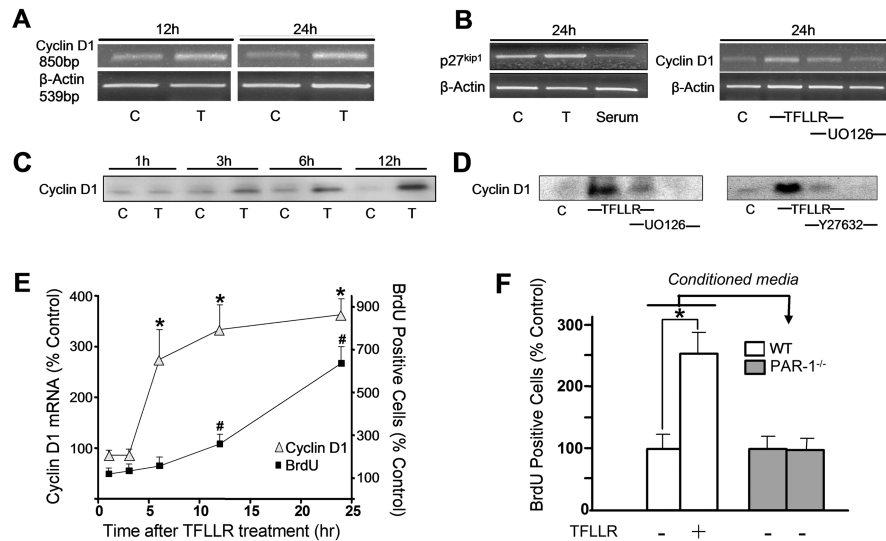 A
12h
24h
Cyclin D1
850bp
β-Actin
539bp
C
T
C
T
B
24h
p27kip1
β-Actin
C
T
Serum
24h
Cyclin D1
β-Actin
C
TFLLR
UO126
C
1h
3h
6h
12h
Cyclin D1
C
T
C
T
C
T
C
T
D
Cyclin D1
C
TFLLR
UO126
C
TFLLR
Y27632
E
Cyclin D1 mRNA (% Control)
400
300
200
100
*
*
*
#
#
Cyclin D1
BrdU
900
700
500
300
100
BrdU Positive Cells (% Control)
0
5
10
15
20
25
Time after TFLLR treatment (hr)
F
Conditioned media
BrdU Positive Cells (% Control)
300
200
100
0
*
WT
PAR-1-/-
TFLLR
-
+
-
-